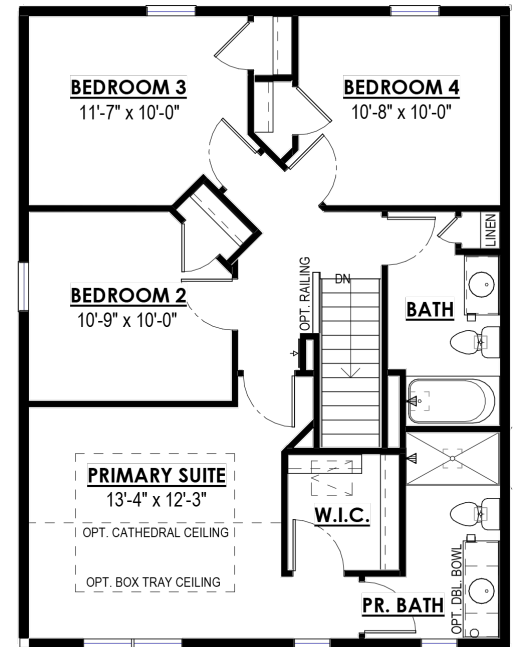 BEDROOM 3
11'-7" x 10'-0"
BEDROOM 4
10'-8" x 10'-0"
LINEN
OPT. RAILING
DN
BEDROOM 2
10'-9" x 10'-0"
BATH
PRIMARY SUITE
13'-4" x 12'-3"
W.I.C.
OPT. CATHEDRAL CEILING
OPT. BOX TRAY CEILING
OPT. DBL. BOWL
PR. BATH